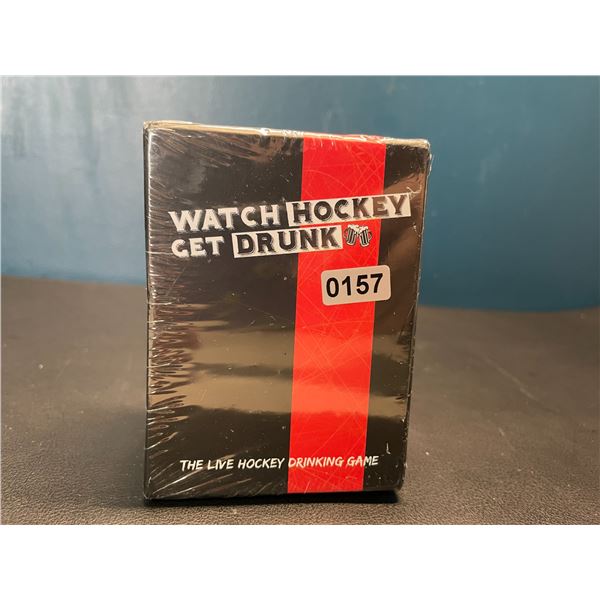 WATCH HOCKEY
GET DRUNK
0157
THE LIVE HOCKEY DRINKING GAME